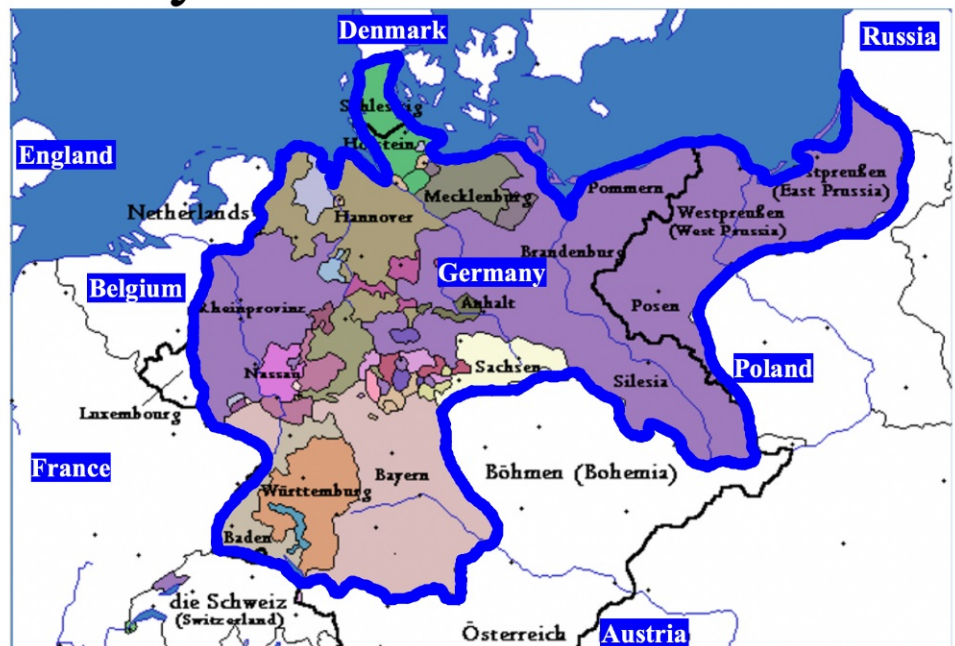 Denmark
Russia
Schleswig
Holstein
England
Mecklenburg
Pommern
stpreußen
(East Prussia)
Netherlands
Hannover
Westpreußen
(West Prussia)
Brandenburg
Belgium
Germany
Rheinprovinz
Anhalt
Posen
Nassau
Sachsen
Poland
Silesia
Luxembourg
France
Bayern
Böhmen (Bohemia)
Württemburg
Baden
die Schweiz
(Switzerland)
Österreich
Austria